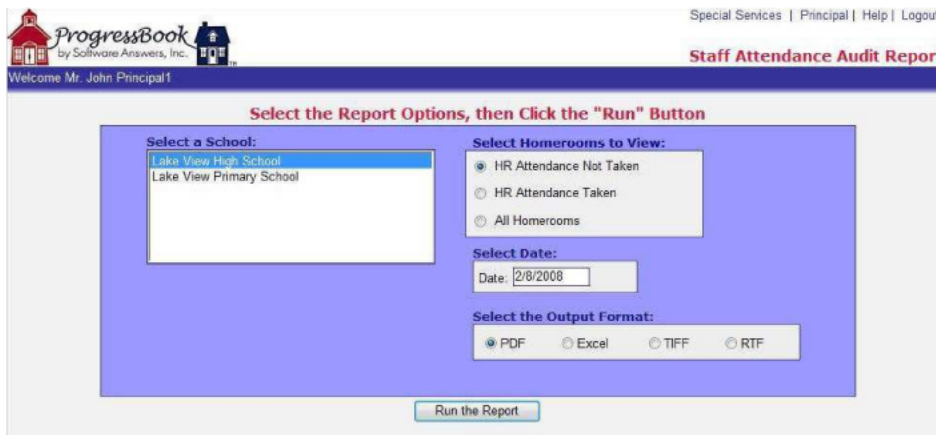 Special Services | Principal | Help | Logout
ProgressBook
by Software Answers, Inc.
TM
Staff Attendance Audit Repor
Welcome Mr. John Principal1
Select the Report Options, then Click the "Run" Button
Select a School:
Lake View High School
Lake View Primary School
Select Homerooms to View:
HR Attendance Not Taken
HR Attendance Taken
All Homerooms
Select Date:
Date: 2/8/2008
Select the Output Format:
PDF Excel TIFF RTF
Run the Report